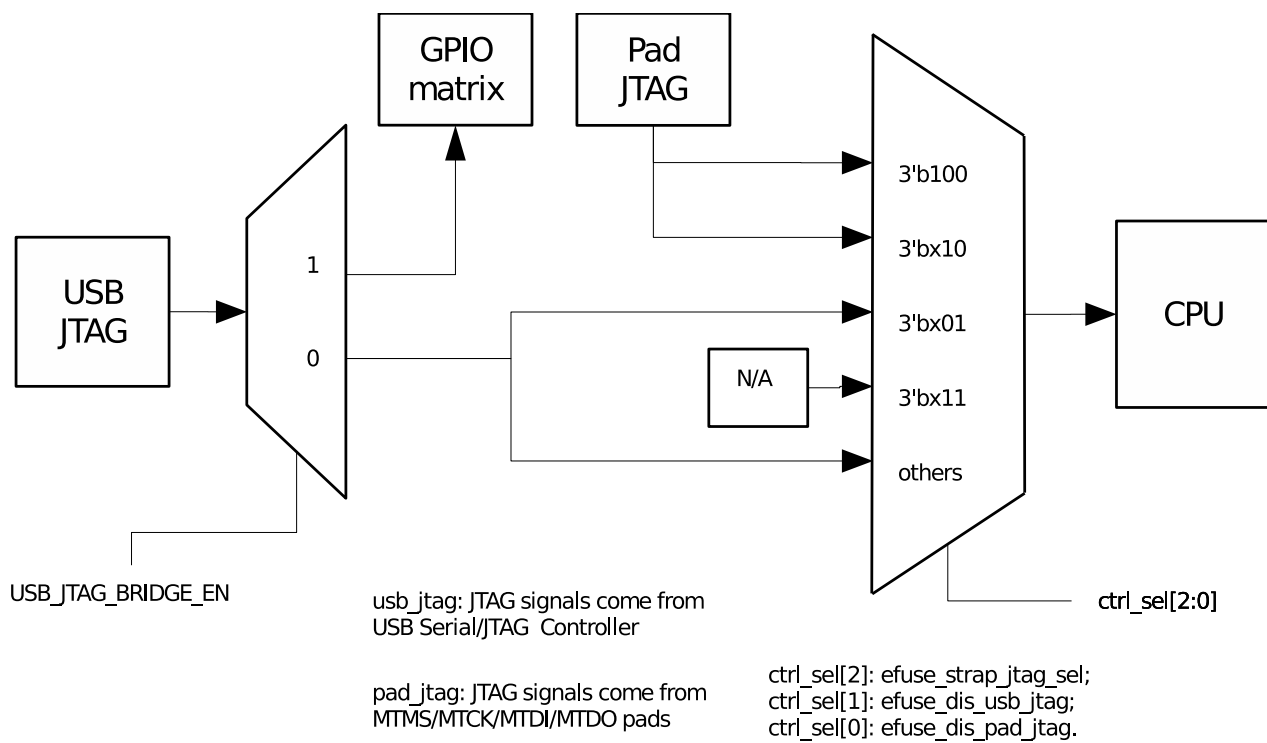 GPIO
matrix
Pad
JTAG
3'b100
3'bx10
1
USB
JTAG
0
3'bx01
CPU
N/A
3'bx11
others
USB_JTAG_BRIDGE_EN
ctrl_sel[2:0]
usb_jtag: JTAG signals come from
USB Serial/JTAG Controller
pad_jtag: JTAG signals come from
MTMS/MTCK/MTDI/MTDO pads
ctrl_sel[2]: efuse_strap_jtag_sel;
ctrl_sel[1]: efuse_dis_usb_jtag;
ctrl_sel[0]: efuse_dis_pad_jtag.